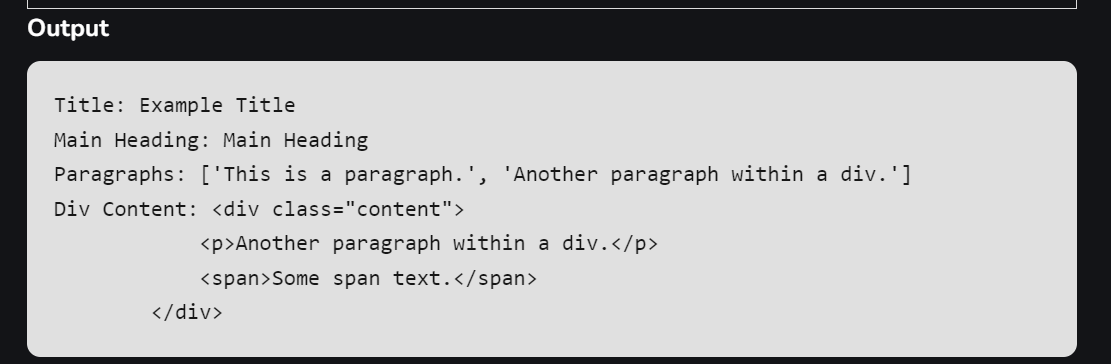 Output
Title: Example Title
Main Heading: Main Heading
Paragraphs: ['This is a paragraph.', 'Another paragraph within a div.']
Div Content: <div class="content">
            <p>Another paragraph within a div.</p>
            <span>Some span text.</span>
        </div>